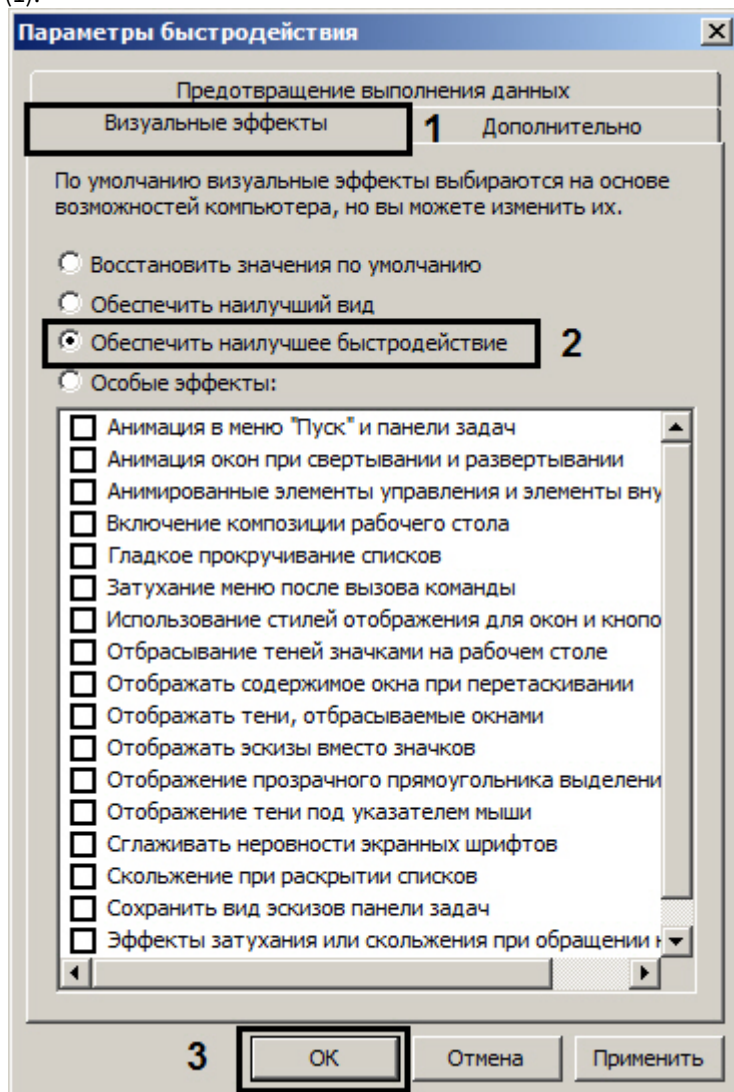 (2).
Параметры быстродействия
Предотвращение выполнения данных
Визуальные эффекты 1 Дополнительно
По умолчанию визуальные эффекты выбираются на основе
возможностей компьютера, но вы можете изменить их.
Восстановить значения по умолчанию
Обеспечить наилучший вид
Обеспечить наилучшее быстродействие 2
Особые эффекты:
Анимация в меню "Пуск" и панели задач
Анимация окон при свертывании и развертывании
Анимированные элементы управления и элементы вну
Включение композиции рабочего стола
Гладкое прокручивание списков
Затухание меню после вызова команды
Использование стилей отображения для окон и кнопо
Отбрасывание теней значками на рабочем столе
Отображать содержимое окна при перетаскивании
Отображать тени, отбрасываемые окнами
Отображать эскизы вместо значков
Отображение прозрачного прямоугольника выделени
Отображение тени под указателем мыши
Сглаживать неровности экранных шрифтов
Скольжение при раскрытии списков
Сохранить вид эскизов панели задач
Эффекты затухания или скольжения при обращении
3 ОК Отмена Применить